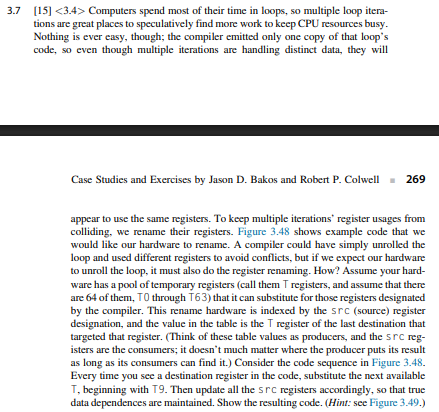 3.7 [15] <3.4> Computers spend most of their time in loops, so multiple loop itera-
tions are great places to speculatively find more work to keep CPU resources busy.
Nothing is ever easy, though; the compiler emitted only one copy of that loop's
code, so even though multiple iterations are handling distinct data, they will
Case Studies and Exercises by Jason D. Bakos and Robert P. Colwell ■ 269
appear to use the same registers. To keep multiple iterations' register usages from
colliding, we rename their registers. Figure 3.48 shows example code that we
would like our hardware to rename. A compiler could have simply unrolled the
loop and used different registers to avoid conflicts, but if we expect our hardware
to unroll the loop, it must also do the register renaming. How? Assume your hard-
ware has a pool of temporary registers (call them T registers, and assume that there
are 64 of them, T0 through T63) that it can substitute for those registers designated
by the compiler. This rename hardware is indexed by the src (source) register
designation, and the value in the table is the T register of the last destination that
targeted that register. (Think of these table values as producers, and the src reg-
isters are the consumers; it doesn't much matter where the producer puts its result
as long as its consumers can find it.) Consider the code sequence in Figure 3.48.
Every time you see a destination register in the code, substitute the next available
T, beginning with T9. Then update all the src registers accordingly, so that true
data dependences are maintained. Show the resulting code. (Hint: see Figure 3.49.)